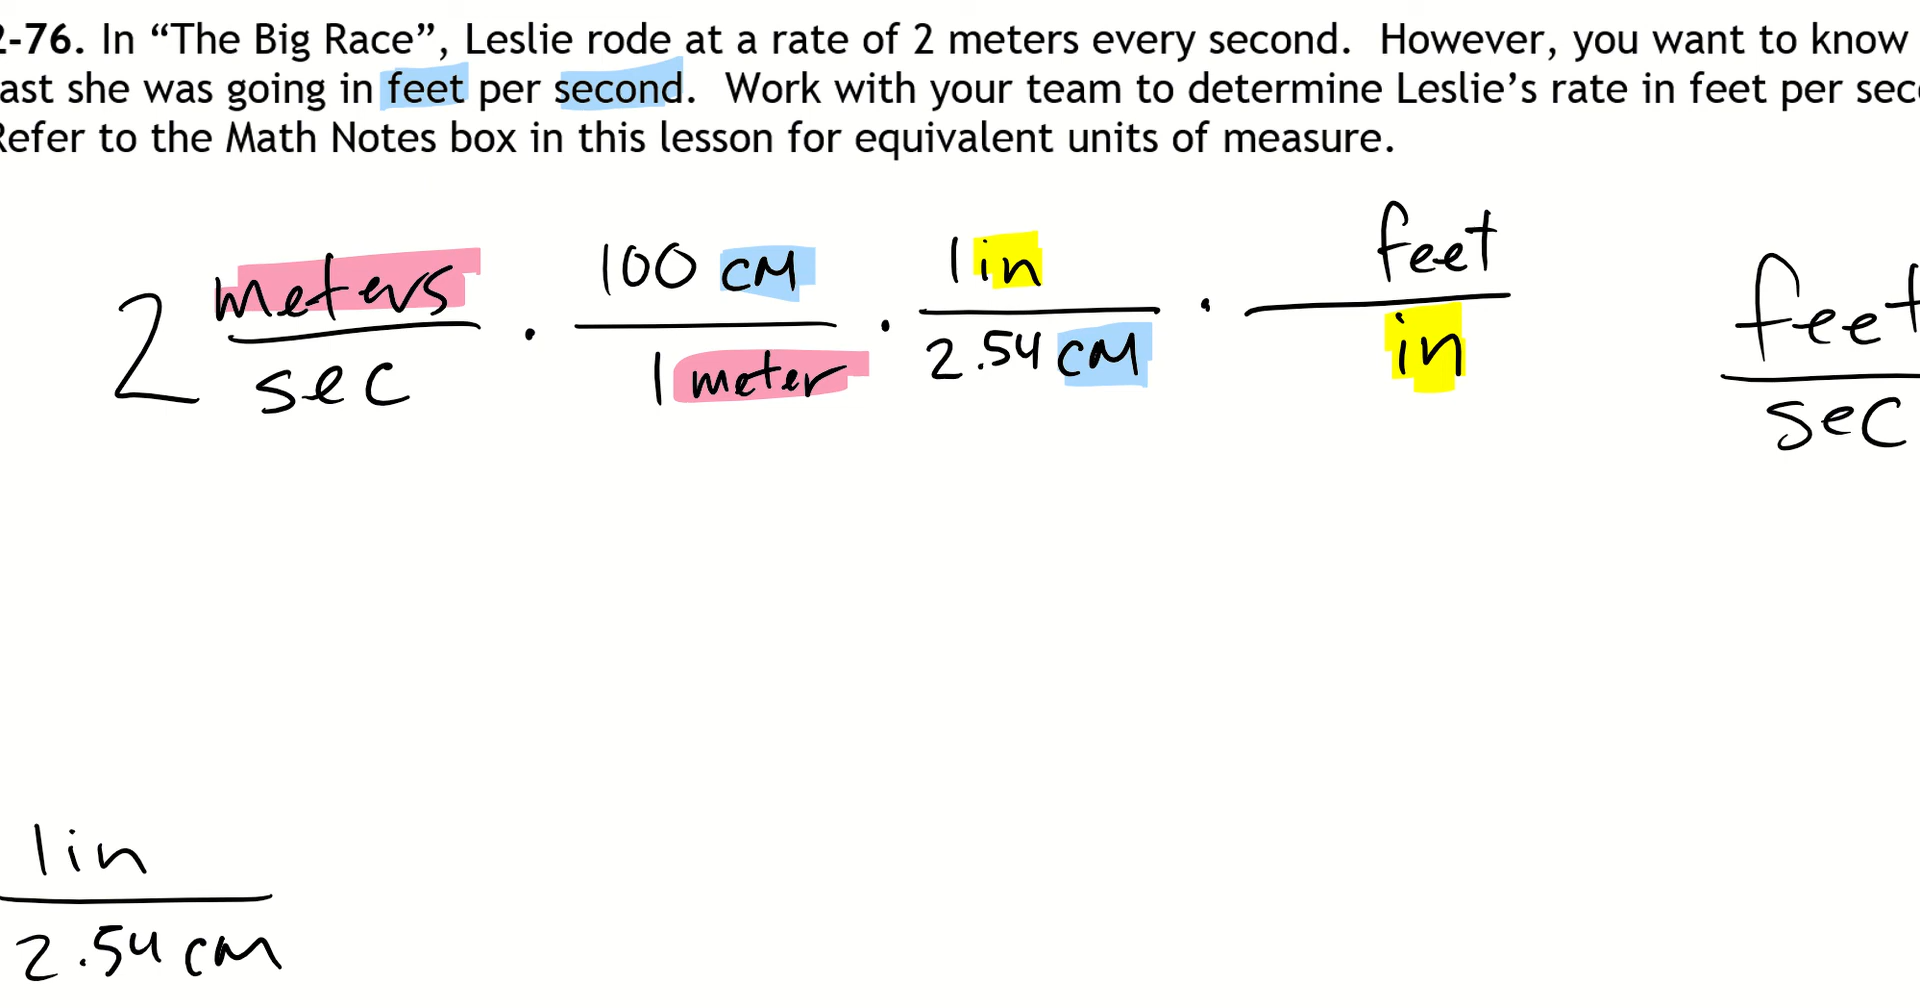 2-76. In “The Big Race”, Leslie rode at a rate of 2 meters every second. However, you want to know
ast she was going in feet per second. Work with your team to determine Leslie’s rate in feet per sec
Refer to the Math Notes box in this lesson for equivalent units of measure.
2 meters/sec · 100 cm/1 meter · 1 in/2.54 cm · feet/in feet/sec
1 in
2.54 cm